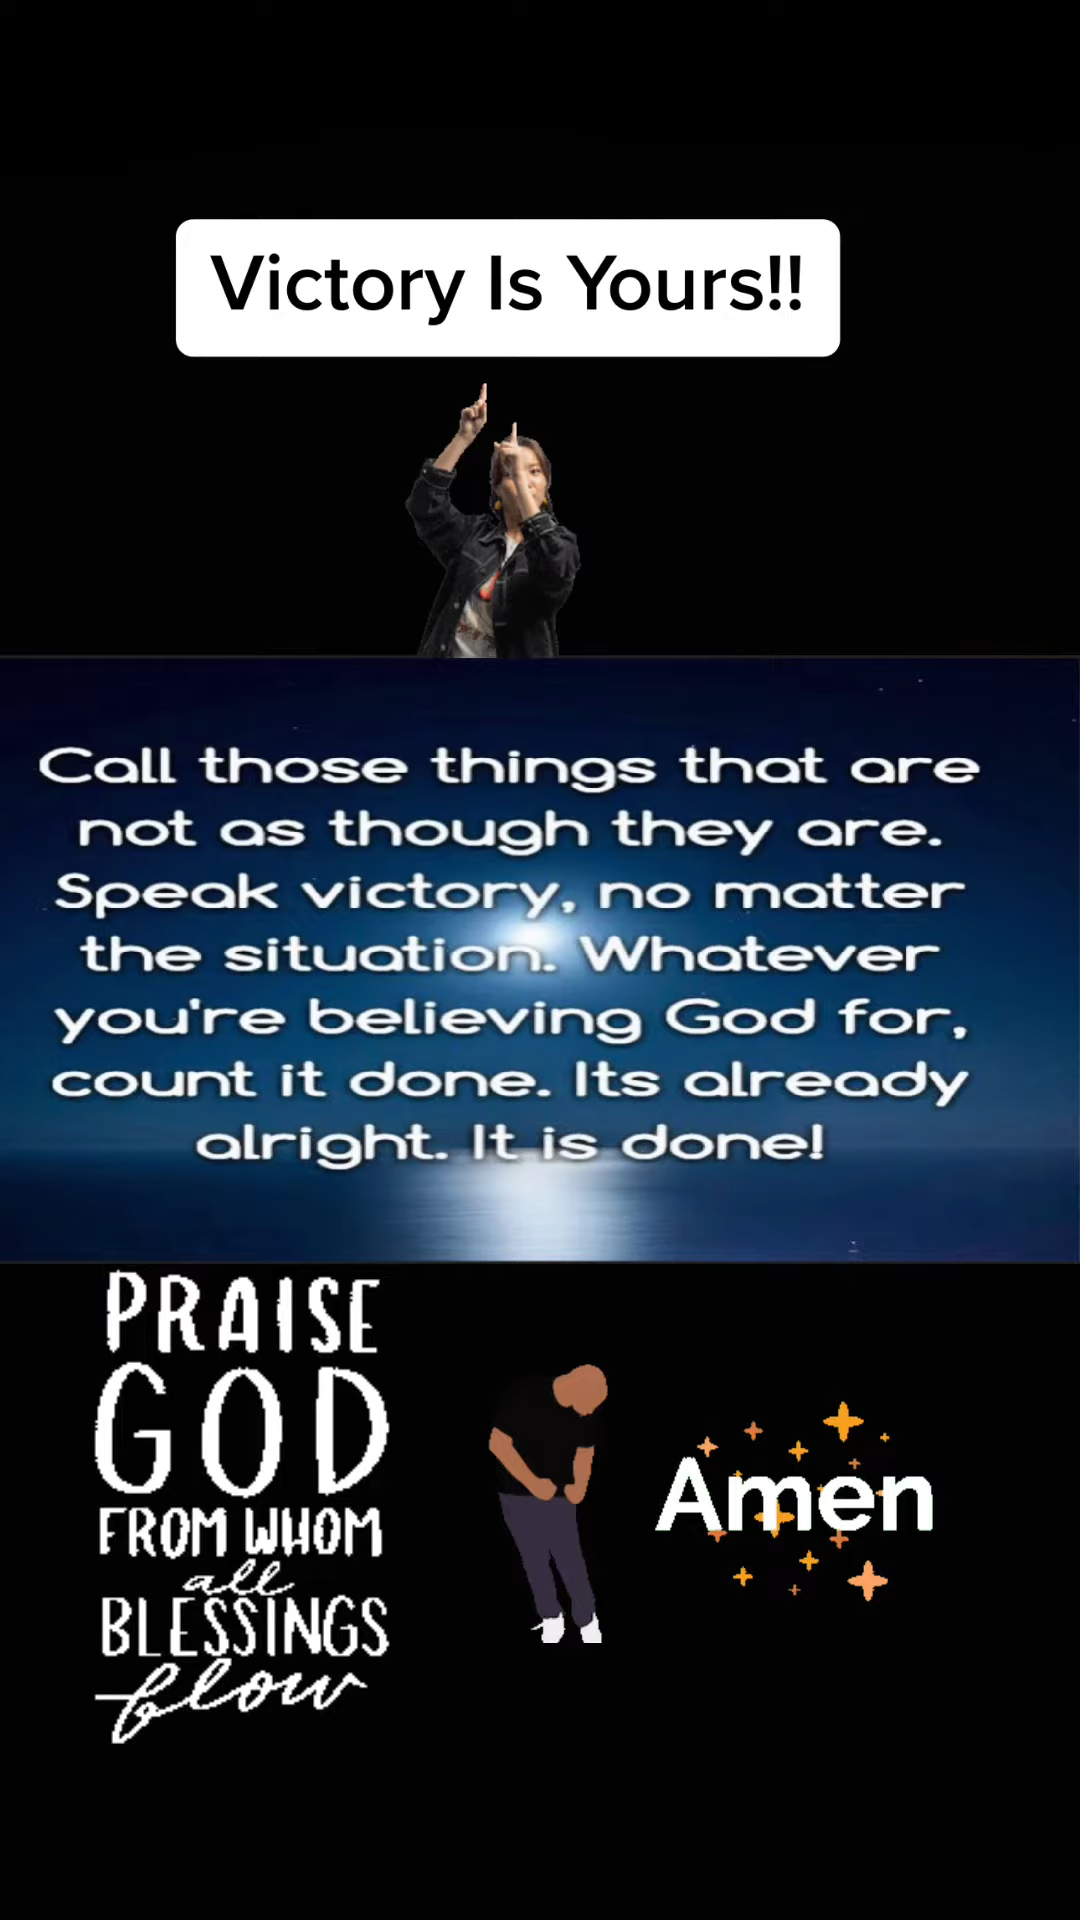 Victory Is Yours!!
Call those things that are
not as though they are.
Speak victory, no matter
the situation. Whatever
you're believing God for,
count it done. Its already
alright. It is done!
PRAISE
GOD
FROM WHOM
all
BLESSINGS
flow
Amen